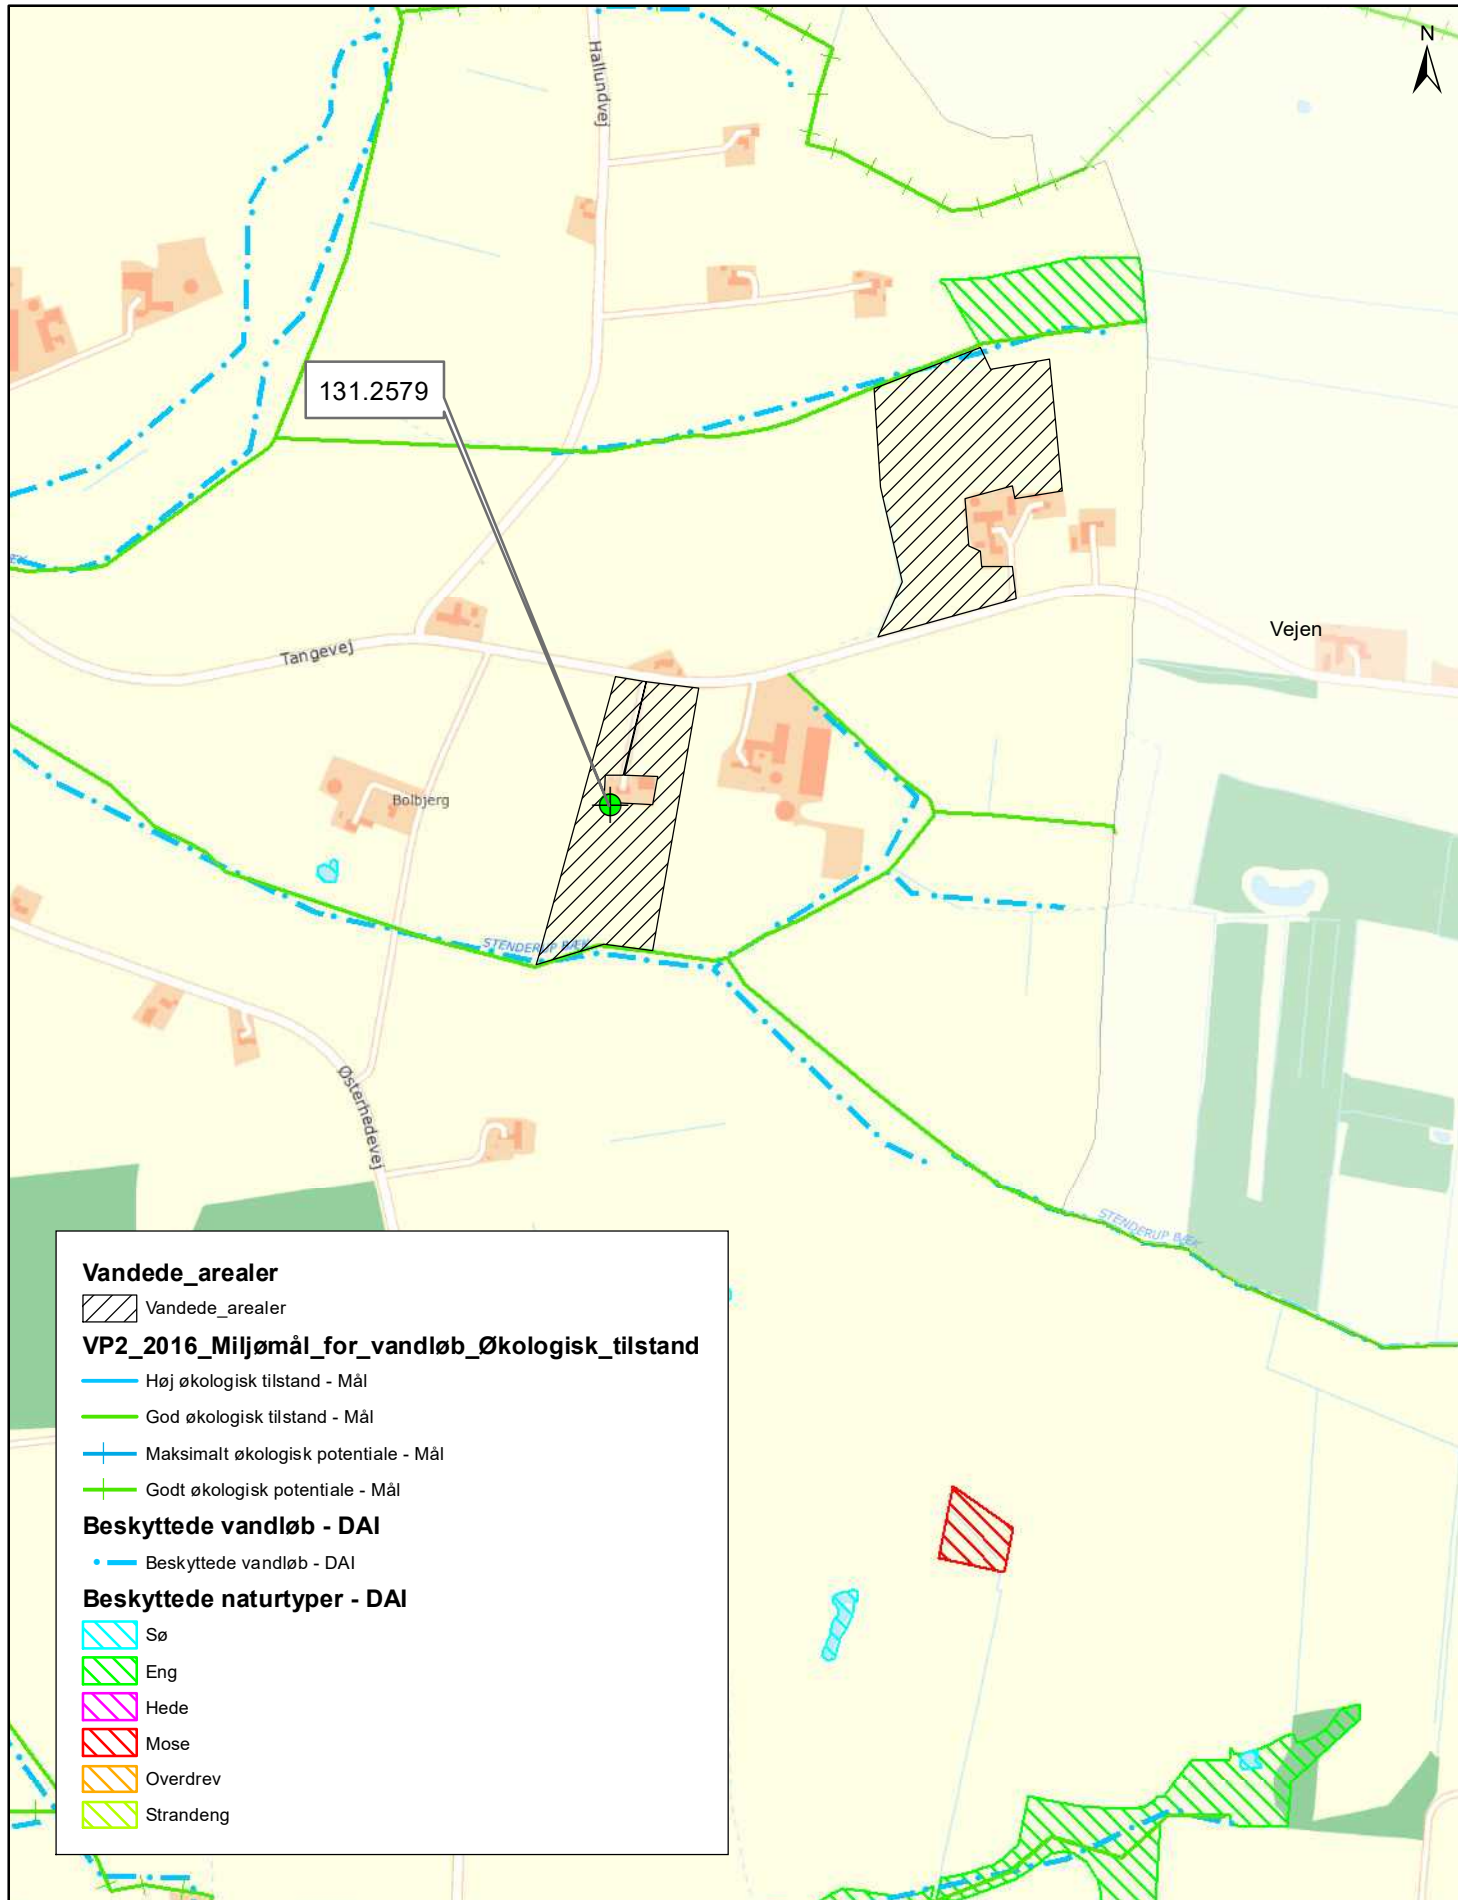 N
Hallundvej
131.2579
Vejen
Tangevej
Bolbjerg
STENDERUP BÆK
Østerhedevej
STENDERUP BÆK
Vandede_arealer
Vandede_arealer
VP2_2016_Miljømål_for_vandløb_Økologisk_tilstand
Høj økologisk tilstand - Mål
God økologisk tilstand - Mål
Maksimalt økologisk potentiale - Mål
Godt økologisk potentiale - Mål
Beskyttede vandløb - DAI
Beskyttede vandløb - DAI
Beskyttede naturtyper - DAI
Sø
Eng
Hede
Mose
Overdrev
Strandeng